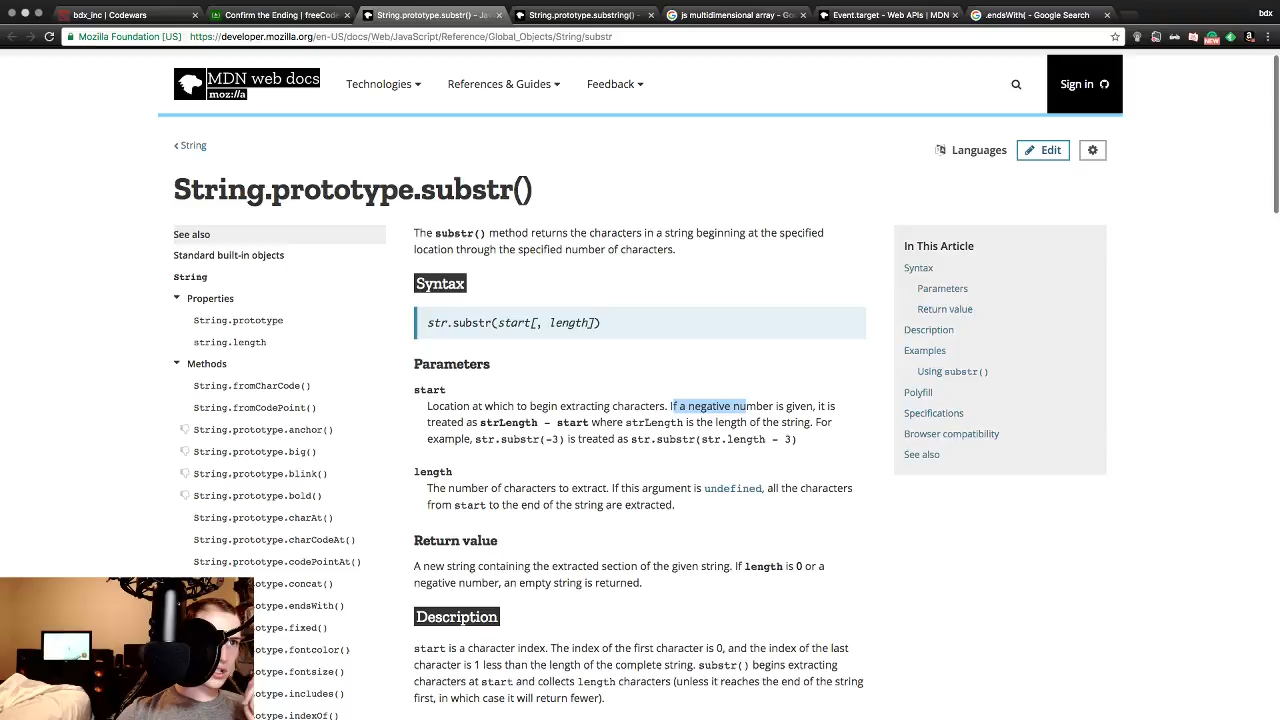 bdx_inc | Codewars
Confirm the Ending | freeCode
String.prototype.substr() - Ja
String.prototype.substring() -
js multidimensional array - Go
Event.target - Web APIs | MDN
.endsWith( - Google Search
bdx
Mozilla Foundation [US]
https://developer.mozilla.org/en-US/docs/Web/JavaScript/Reference/Global_Objects/String/substr
NEW
MDN web docs
moz://a
Technologies
References & Guides
Feedback
Sign in
String
Languages
Edit
String.prototype.substr()
See also
Standard built-in objects
String
Properties
String.prototype
string.length
Methods
String.fromCharCode()
String.fromCodePoint()
String.prototype.anchor()
String.prototype.big()
String.prototype.blink()
String.prototype.bold()
String.prototype.charAt()
String.prototype.charCodeAt()
String.prototype.codePointAt()
otype.concat()
otype.endsWith()
otype.fixed()
otype.fontcolor()
otype.fontsize()
otype.includes()
otype.indexOf()
The substr() method returns the characters in a string beginning at the specified
location through the specified number of characters.
Syntax
str.substr(start[, length])
Parameters
start
Location at which to begin extracting characters. If a negative number is given, it is
treated as strLength - start where strLength is the length of the string. For
example, str.substr(-3) is treated as str.substr(str.length - 3)
length
The number of characters to extract. If this argument is undefined, all the characters
from start to the end of the string are extracted.
Return value
A new string containing the extracted section of the given string. If length is 0 or a
negative number, an empty string is returned.
Description
start is a character index. The index of the first character is 0, and the index of the last
character is 1 less than the length of the complete string. substr() begins extracting
characters at start and collects length characters (unless it reaches the end of the string
first, in which case it will return fewer).
In This Article
Syntax
Parameters
Return value
Description
Examples
Using substr()
Polyfill
Specifications
Browser compatibility
See also